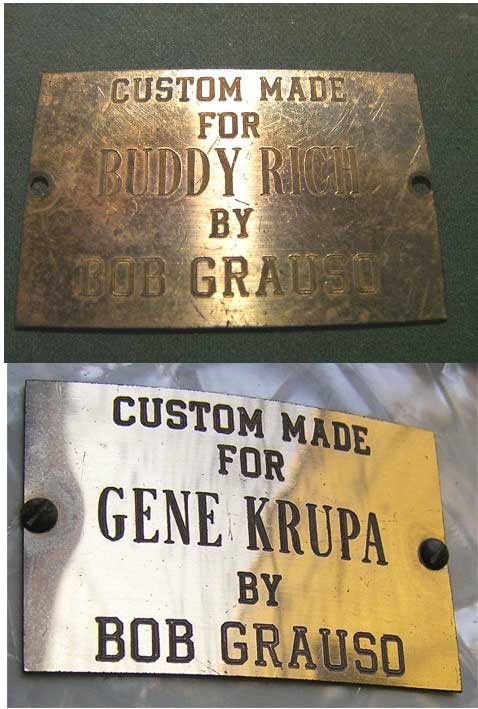 CUSTOM MADE
FOR
BUDDY RICH
BY
BOB GRAUSO
CUSTOM MADE
FOR
GENE KRUPA
BY
BOB GRAUSO